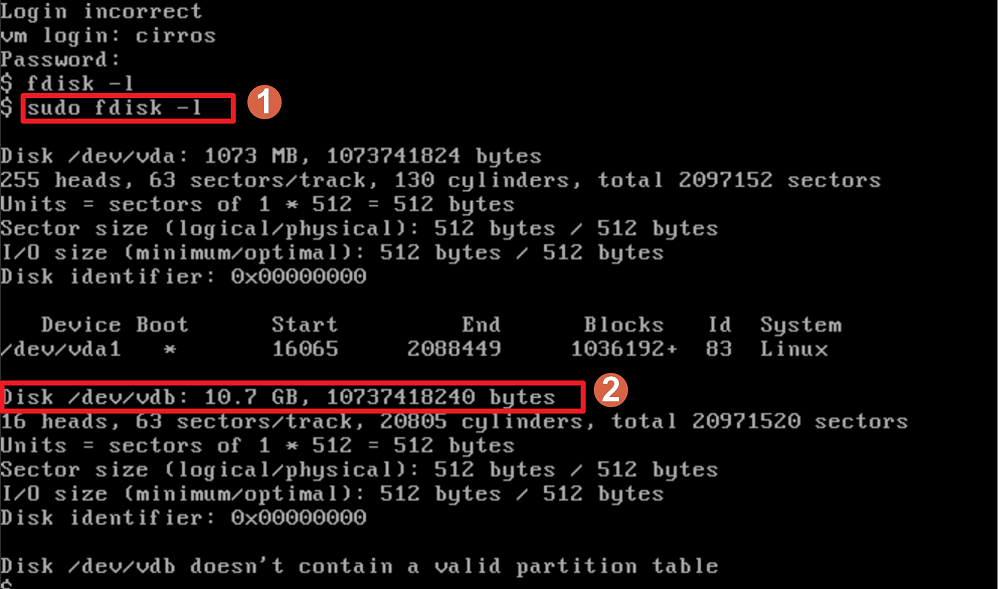 Login incorrect
vm login: cirros
Password:
$ fdisk -l
$ sudo fdisk -l
1
Disk /dev/vda: 1073 MB, 1073741824 bytes
255 heads, 63 sectors/track, 130 cylinders, total 2097152 sectors
Units = sectors of 1 * 512 = 512 bytes
Sector size (logical/physical): 512 bytes / 512 bytes
I/O size (minimum/optimal): 512 bytes / 512 bytes
Disk identifier: 0x00000000
Device Boot Start End Blocks Id System
/dev/vda1 * 16065 2088449 1036192+ 83 Linux
Disk /dev/vdb: 10.7 GB, 10737418240 bytes
2
16 heads, 63 sectors/track, 20805 cylinders, total 20971520 sectors
Units = sectors of 1 * 512 = 512 bytes
Sector size (logical/physical): 512 bytes / 512 bytes
I/O size (minimum/optimal): 512 bytes / 512 bytes
Disk identifier: 0x00000000
Disk /dev/vdb doesn't contain a valid partition table
$